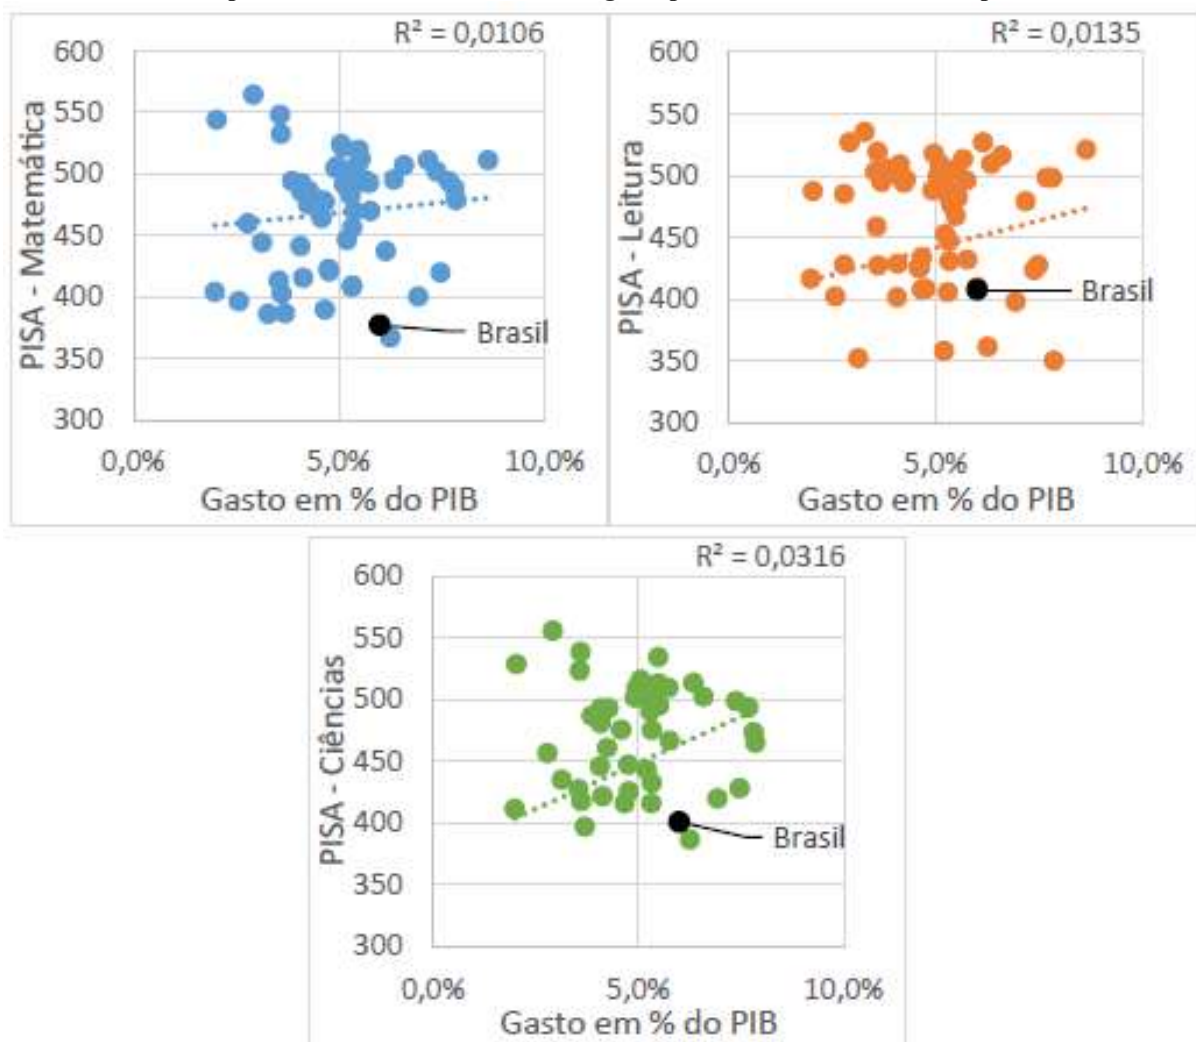 R² = 0,0106
600
550
500
450
400
350
300
PISA - Matemática
Brasil
0,0%
5,0%
10,0%
Gasto em % do PIB
R² = 0,0135
600
550
500
450
400
350
300
PISA - Leitura
Brasil
0,0%
5,0%
10,0%
Gasto em % do PIB
R² = 0,0316
600
550
500
450
400
350
300
PISA - Ciências
Brasil
0,0%
5,0%
10,0%
Gasto em % do PIB